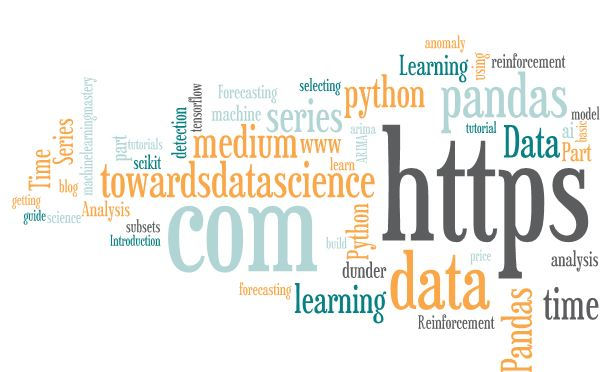 anomaly
Learning
using
reinforcement
selecting
python
pandas
Forecasting
machine
series
tensorflow
detection
machinelearningmastery
Series
Time
part
tutorials
scikit
medium
www
arima
ARIMA
learn
tutorial
Data
ai
basic
model
Part
https
towardsdatascience
blog
getting
guide
science
Analysis
subsets
Introduction
com
Python
build
dunder
data
price
analysis
forecasting
learning
Reinforcement
Pandas
time